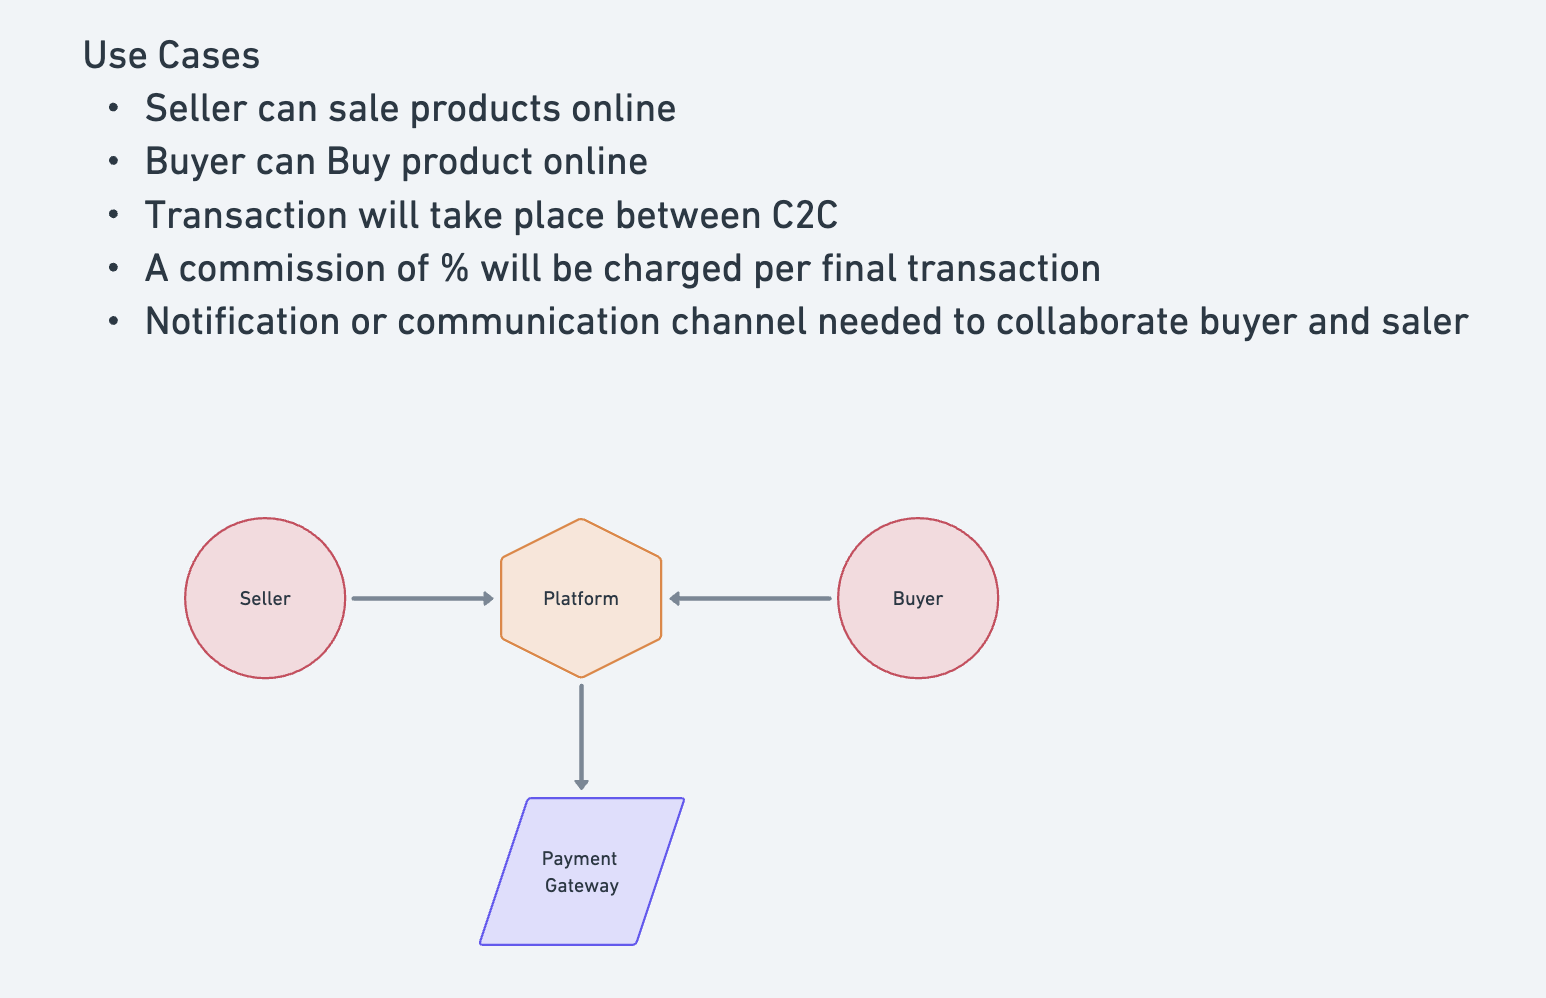 Use Cases
• Seller can sale products online
• Buyer can Buy product online
• Transaction will take place between C2C
• A commission of % will be charged per final transaction
• Notification or communication channel needed to collaborate buyer and saler
Seller
Platform
Buyer
Payment
Gateway